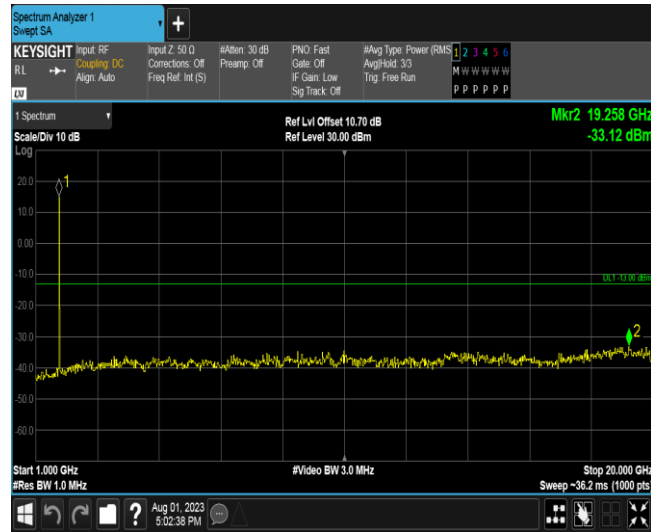 Spectrum Analyzer 1
Swept SA
+
KEYSIGHT Input: RF Input Z: 50 Ω #Atten: 30 dB PNO: Fast #Avg Type: Power (RMS 1 2 3 4 5 6
RL Coupling: DC Corrections: Off Preamp: Off Gate: Off Avg|Hold: 3/3 M W W W W W
Align: Auto Freq Ref: Int (S) IF Gain: Low Trig: Free Run
LXI Sig Track: Off P P P P P P
1 Spectrum Ref Lvl Offset 10.70 dB Mkr2 19.258 GHz
Scale/Div 10 dB Ref Level 30.00 dBm -33.12 dBm
Log
20.0 1
0.00
-10.0 DL1 -13.00 dBm
-20.0
-30.0 2
-40.0
-50.0
-60.0
Start 1.000 GHz #Video BW 3.0 MHz Stop 20.000 GHz
#Res BW 1.0 MHz Sweep ~36.2 ms (1000 pts)
? Aug 01, 2023
5:02:38 PM